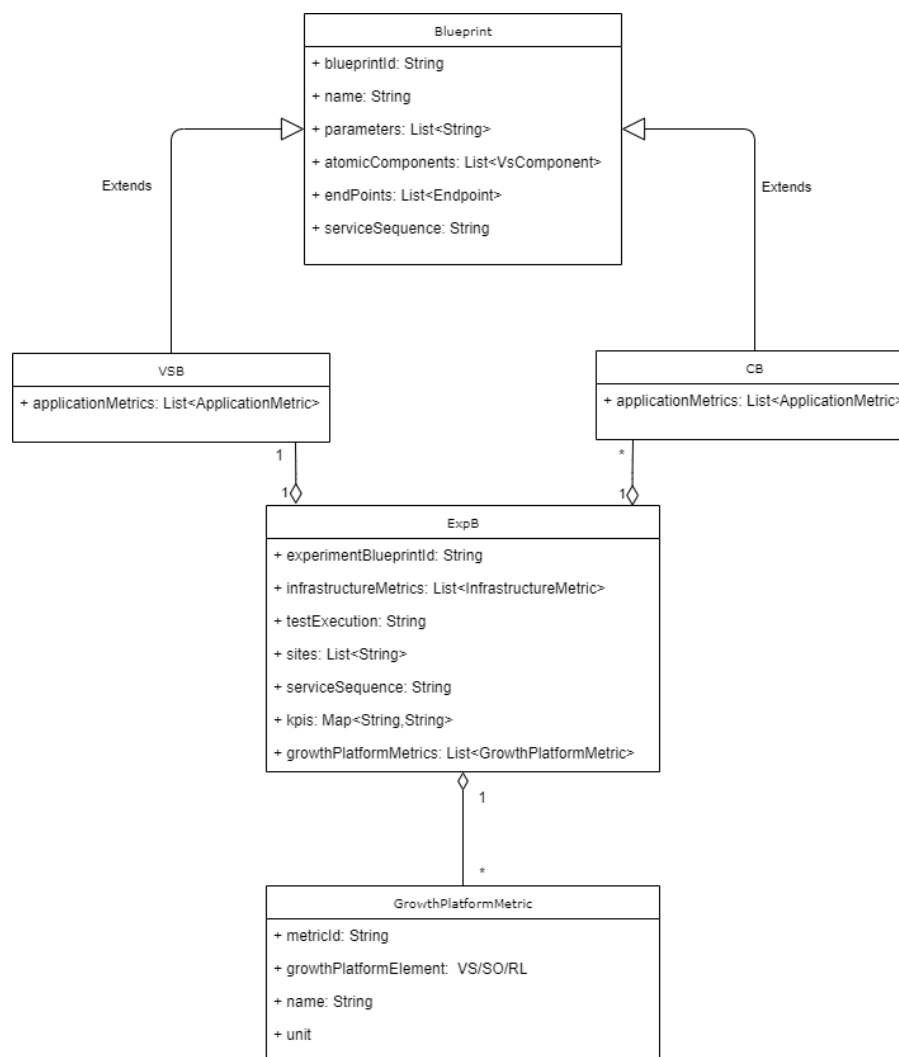 Blueprint
+ blueprintId: String
+ name: String
+ parameters: List<String>
+ atomicComponents: List<VsComponent>
+ endPoints: List<Endpoint>
+ serviceSequence: String
Extends
Extends
VSB
+ applicationMetrics: List<ApplicationMetric>
CB
+ applicationMetrics: List<ApplicationMetric>
1
*
1
1
ExpB
+ experimentBlueprintId: String
+ infrastructureMetrics: List<InfrastructureMetric>
+ testExecution: String
+ sites: List<String>
+ serviceSequence: String
+ kpis: Map<String,String>
+ growthPlatformMetrics: List<GrowthPlatformMetric>
1
*
GrowthPlatformMetric
+ metricId: String
+ growthPlatformElement:  VS/SO/RL
+ name: String
+ unit